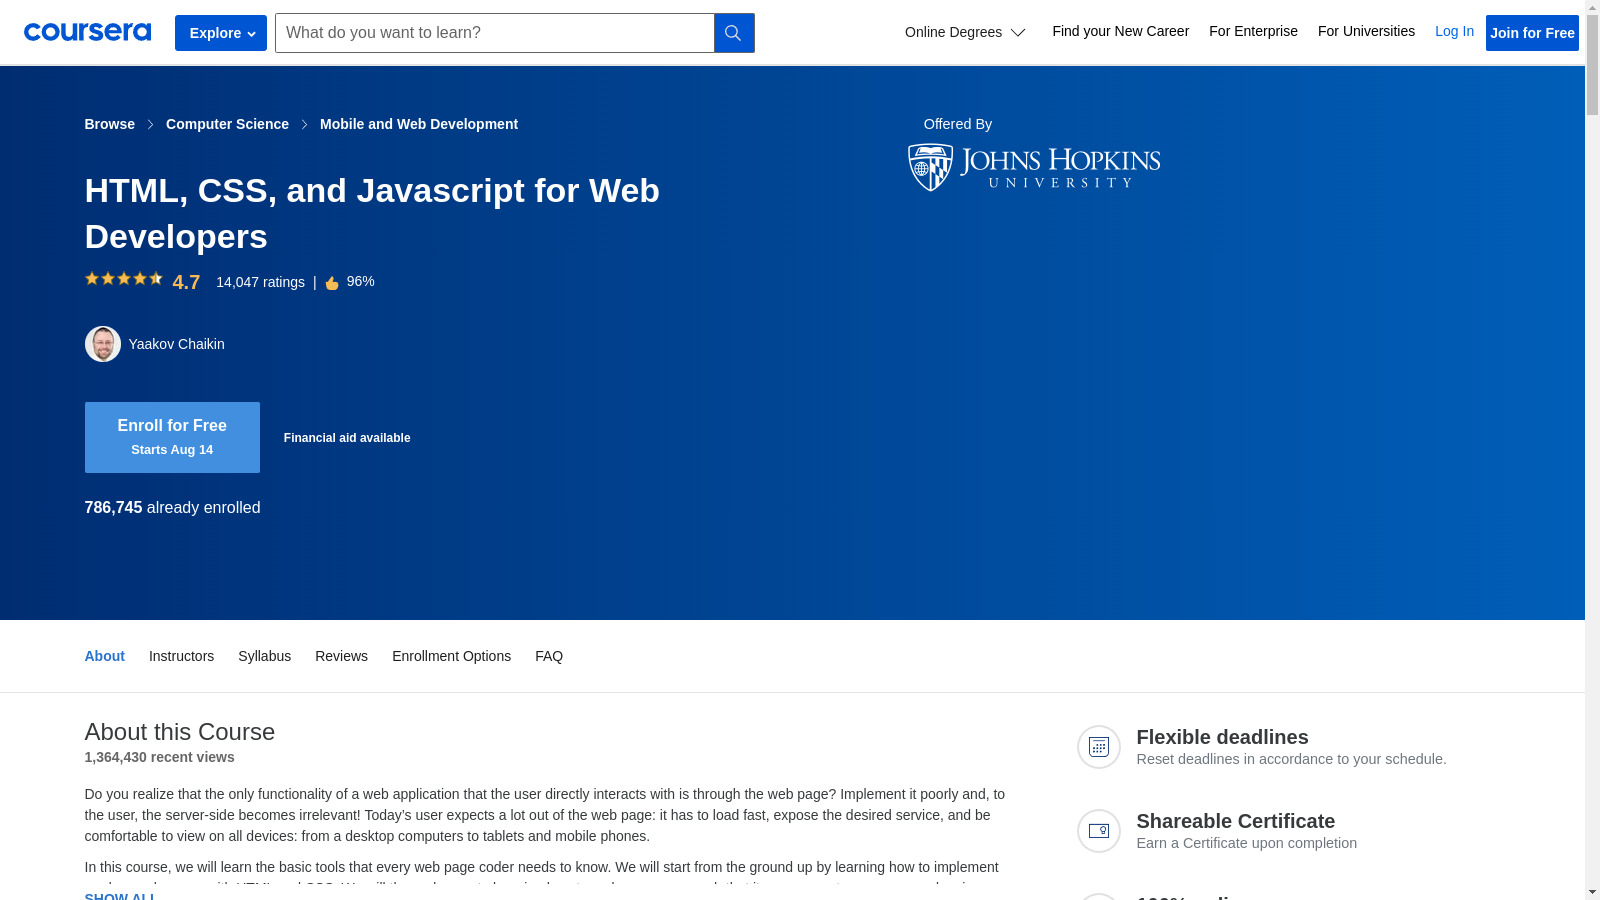 coursera
Explore
What do you want to learn?
Online Degrees
Find your New Career
For Enterprise
For Universities
Log In
Join for Free
Browse
Computer Science
Mobile and Web Development
Offered By
JOHNS HOPKINS
UNIVERSITY
HTML, CSS, and Javascript for Web
Developers
4.7 14,047 ratings | 96%
Yaakov Chaikin
Enroll for Free
Starts Aug 14
Financial aid available
786,745 already enrolled
About Instructors Syllabus Reviews Enrollment Options FAQ
About this Course
1,364,430 recent views
Do you realize that the only functionality of a web application that the user directly interacts with is through the web page? Implement it poorly and, to
the user, the server-side becomes irrelevant! Today's user expects a lot out of the web page: it has to load fast, expose the desired service, and be
comfortable to view on all devices: from a desktop computers to tablets and mobile phones.
In this course, we will learn the basic tools that every web page coder needs to know. We will start from the ground up by learning how to implement
SHOW ALL
Flexible deadlines
Reset deadlines in accordance to your schedule.
Shareable Certificate
Earn a Certificate upon completion